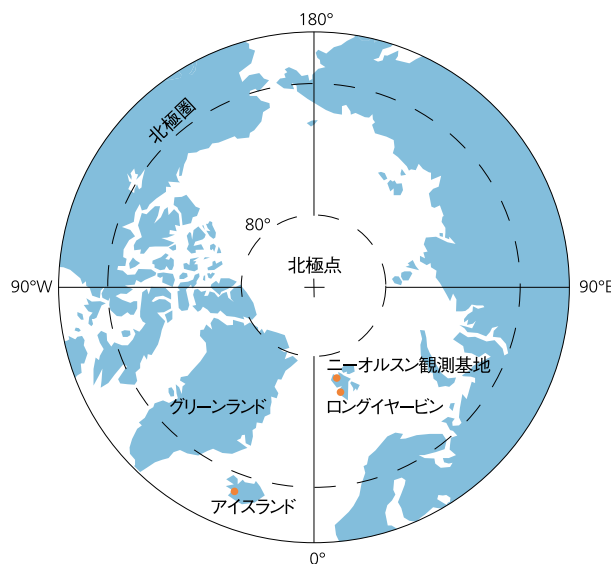 180°
北極圏
80°
北極点
90°W
90°E
ニーオルスン観測基地
グリーンランド
ロングイヤービン
アイスランド
0°